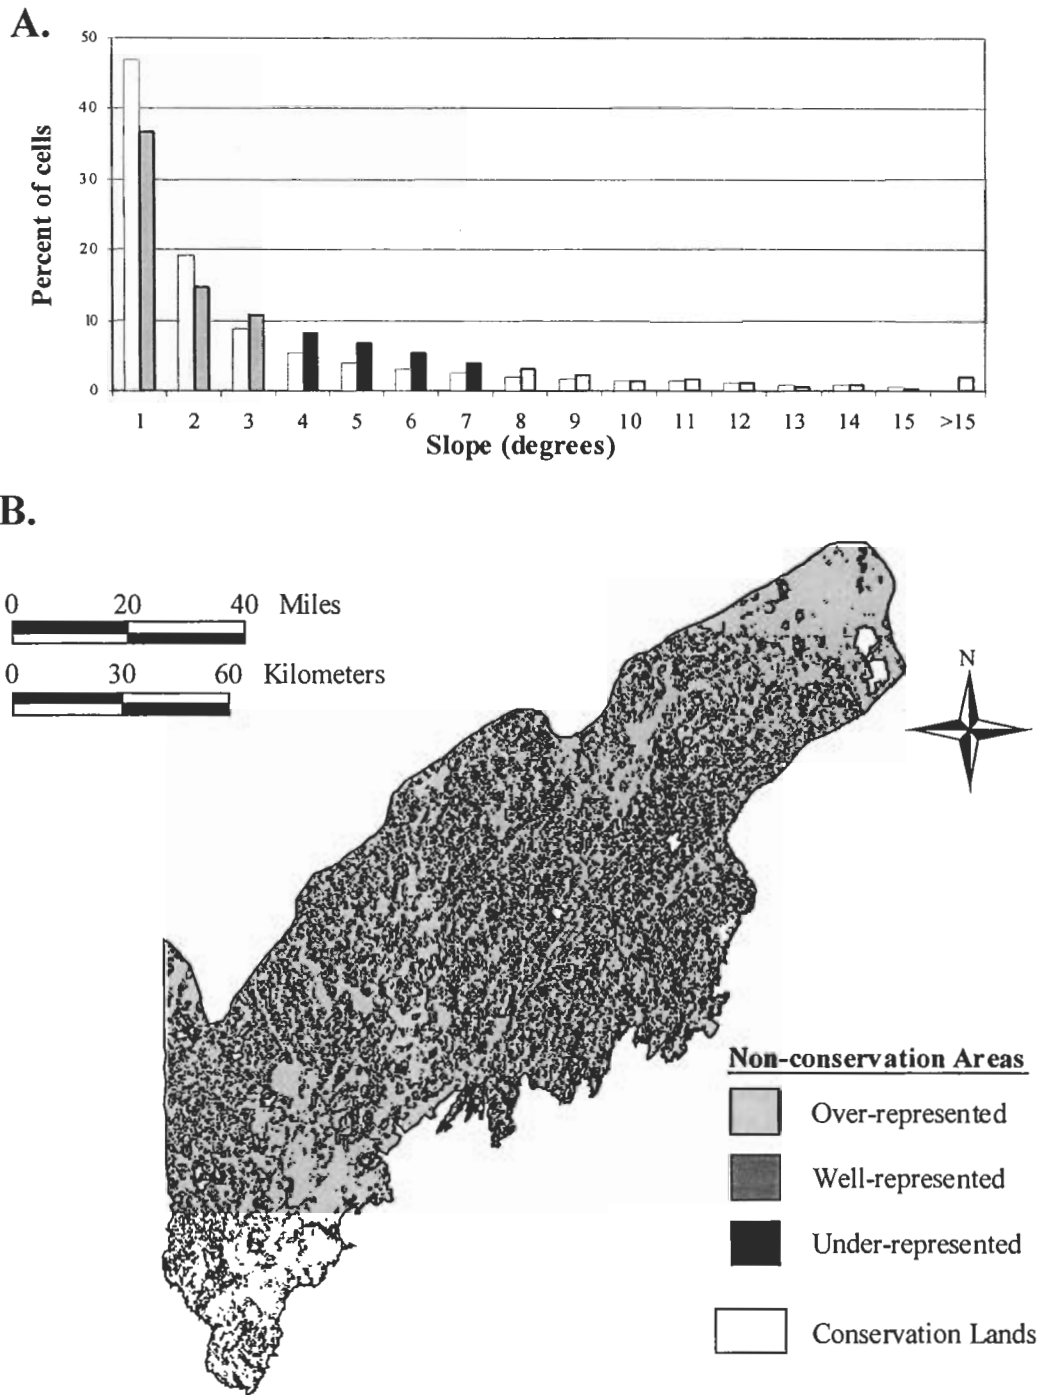 A.
50
40
30
20
10
0
Percent of cells
1 2 3 4 5 6 7 8 9 10 11 12 13 14 15 >15
Slope (degrees)
B.
0 20 40 Miles
0 30 60 Kilometers
N
Non-conservation Areas
Over-represented
Well-represented
Under-represented
Conservation Lands